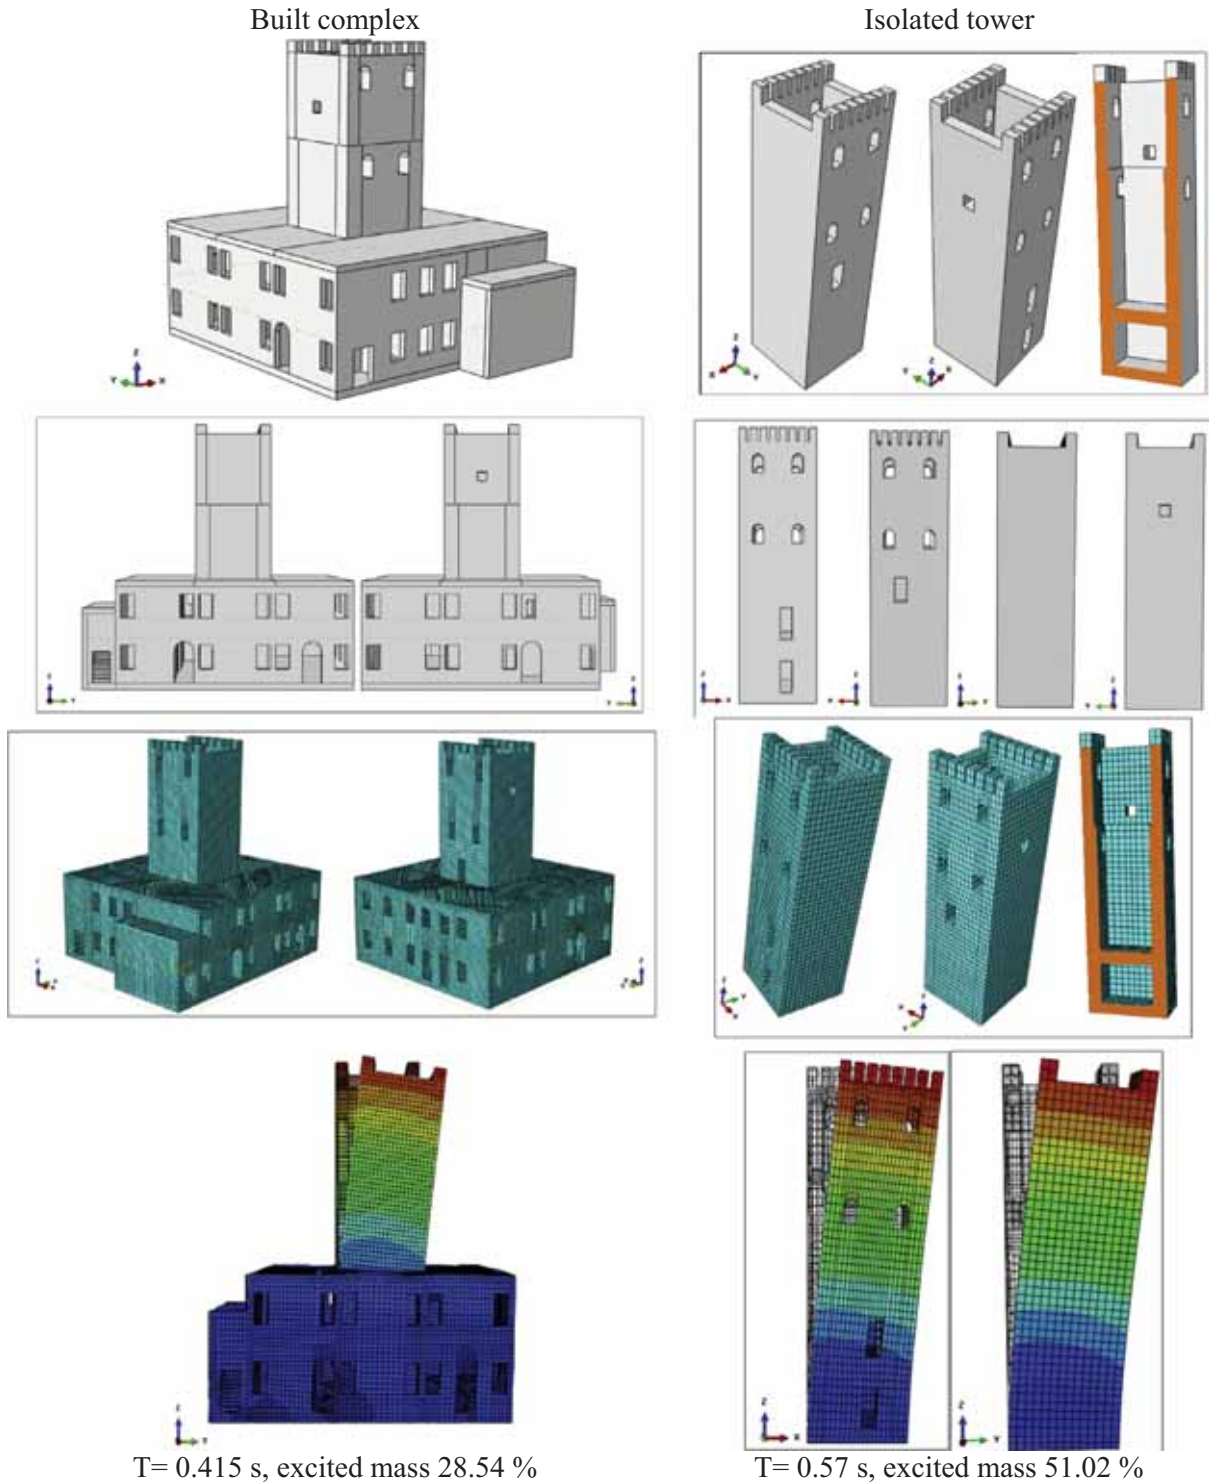 Built complex
Isolated tower
T= 0.415 s, excited mass 28.54 %
T= 0.57 s, excited mass 51.02 %